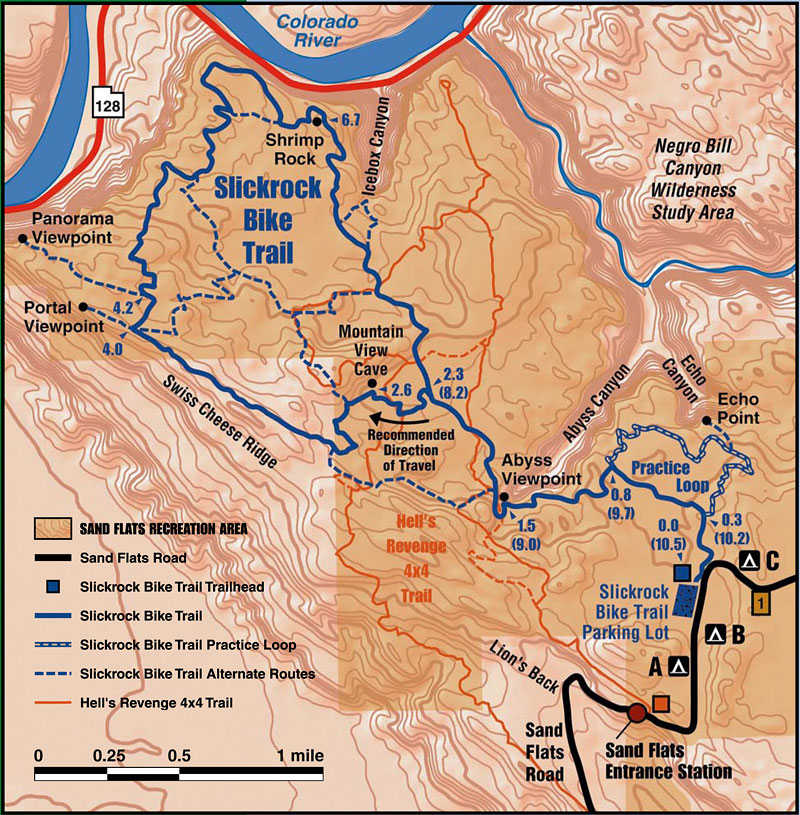 Colorado
River
128
6.7
Shrimp
Rock
Icebox Canyon
Negro Bill
Canyon
Wilderness
Study Area
Slickrock
Bike
Trail
Panorama
Viewpoint
4.2
Portal
Viewpoint
4.0
Mountain
View
Cave
2.6
2.3
(8.2)
Swiss Cheese Ridge
Recommended
Direction
of Travel
Abyss Canyon
Echo
Canyon
Echo
Point
Abyss
Viewpoint
Practice
Loop
0.8
(9.7)
1.5
(9.0)
0.0
(10.5)
0.3
(10.2)
Hell's
Revenge
4x4
Trail
Slickrock
Bike Trail
Parking Lot
C
1
B
A
Lion's Back
Sand
Flats
Road
Sand Flats
Entrance Station
SAND FLATS RECREATION AREA
Sand Flats Road
Slickrock Bike Trail Trailhead
Slickrock Bike Trail
Slickrock Bike Trail Practice Loop
Slickrock Bike Trail Alternate Routes
Hell's Revenge 4x4 Trail
0 0.25 0.5 1 mile